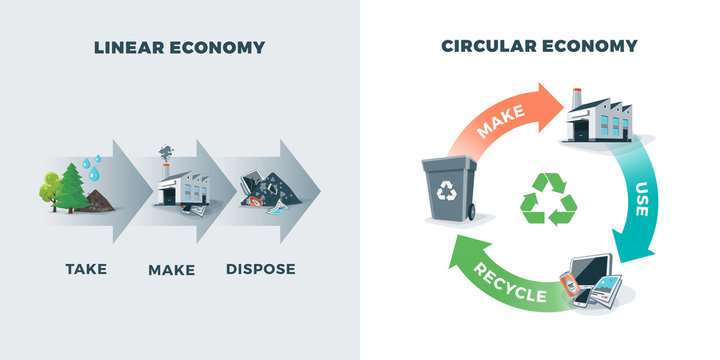 LINEAR ECONOMY
TAKE
MAKE
DISPOSE
CIRCULAR ECONOMY
MAKE
USE
RECYCLE